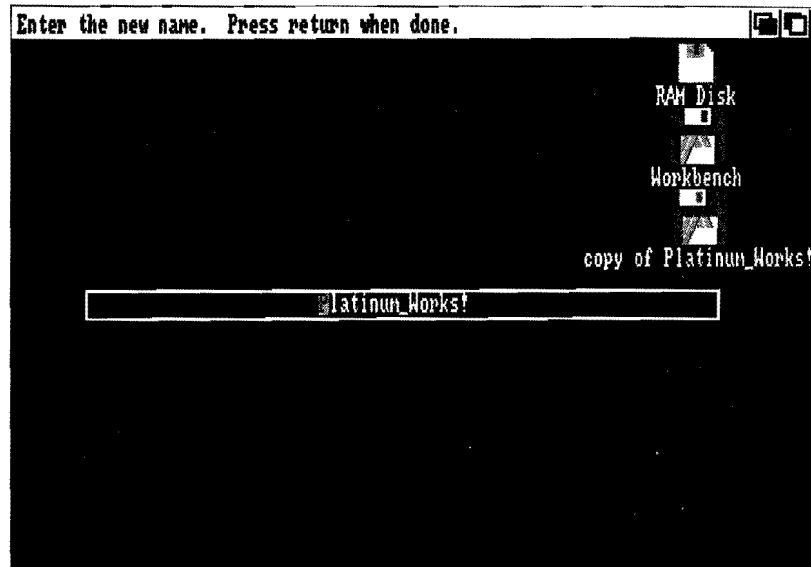 Enter the new name.  Press return when done.
RAM Disk
Workbench
copy of Platinum_Works!
Platinum_Works!